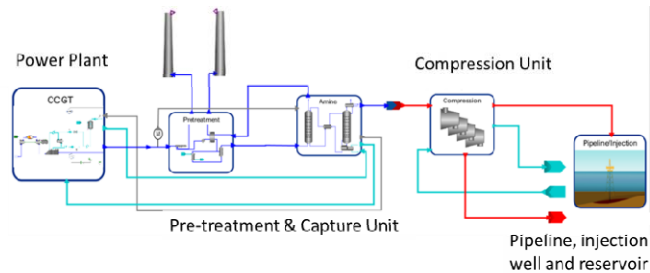 Power Plant
Compression Unit
CCGT
Pretreatment
Amine
Compression
Pipeline/Injection
Pre-treatment & Capture Unit
Pipeline, injection
well and reservoir